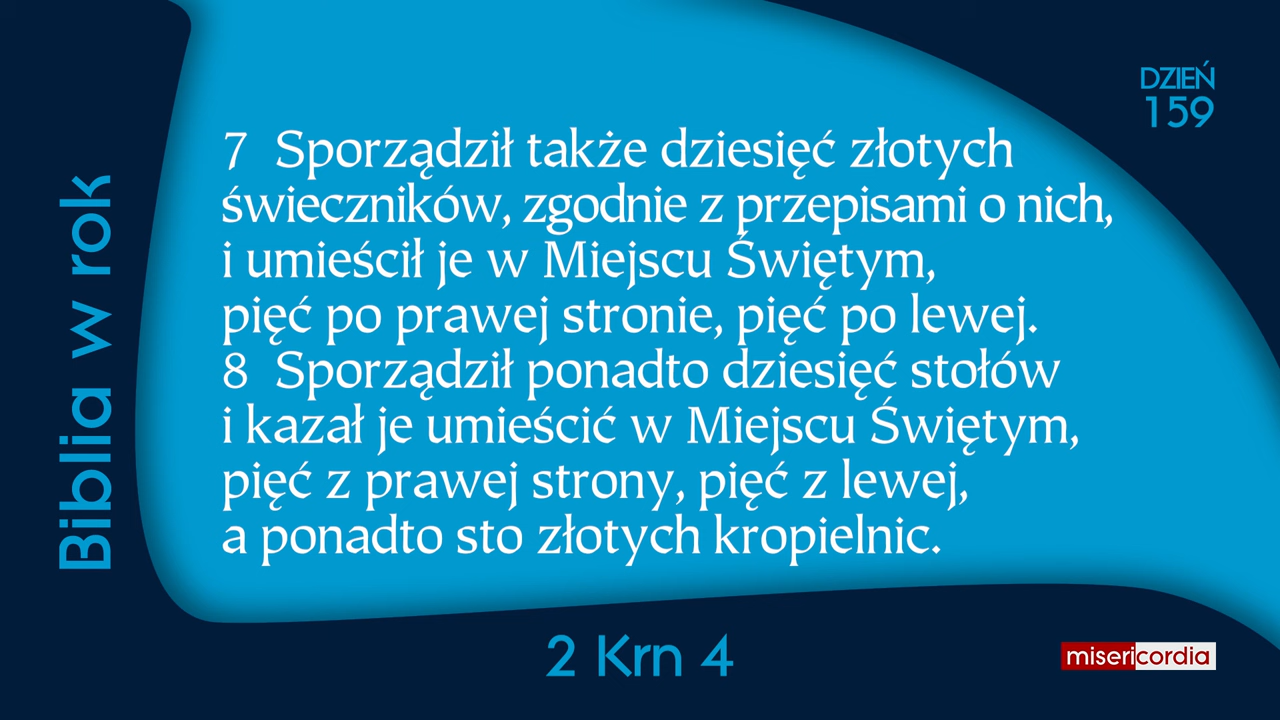 DZIEŃ
159
7 Sporządził także dziesięć złotych
świeczników, zgodnie z przepisami o nich,
i umieścił je w Miejscu Świętym,
pięć po prawej stronie, pięć po lewej.
8 Sporządził ponadto dziesięć stołów
i kazał je umieścić w Miejscu Świętym,
pięć z prawej strony, pięć z lewej,
a ponadto sto złotych kropielnic.
Biblia w rok
2 Krn 4
misericordia